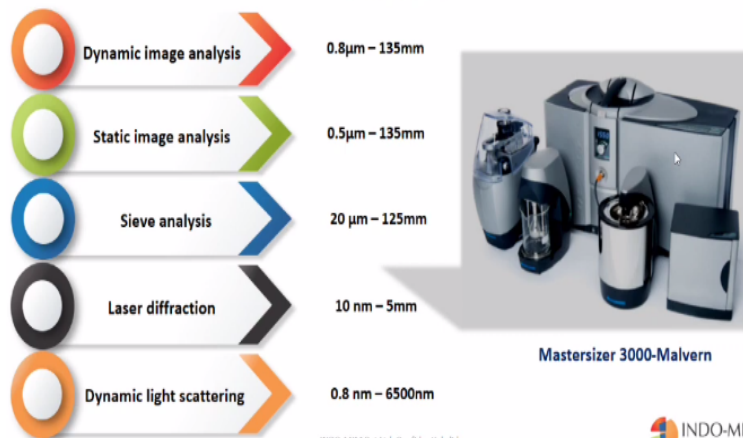 Dynamic image analysis 0.8µm – 135mm
Static image analysis 0.5µm – 135mm
Sieve analysis 20 µm – 125mm
Laser diffraction 10 nm – 5mm
Mastersizer 3000-Malvern
Dynamic light scattering 0.8 nm – 6500nm
INDO-MI